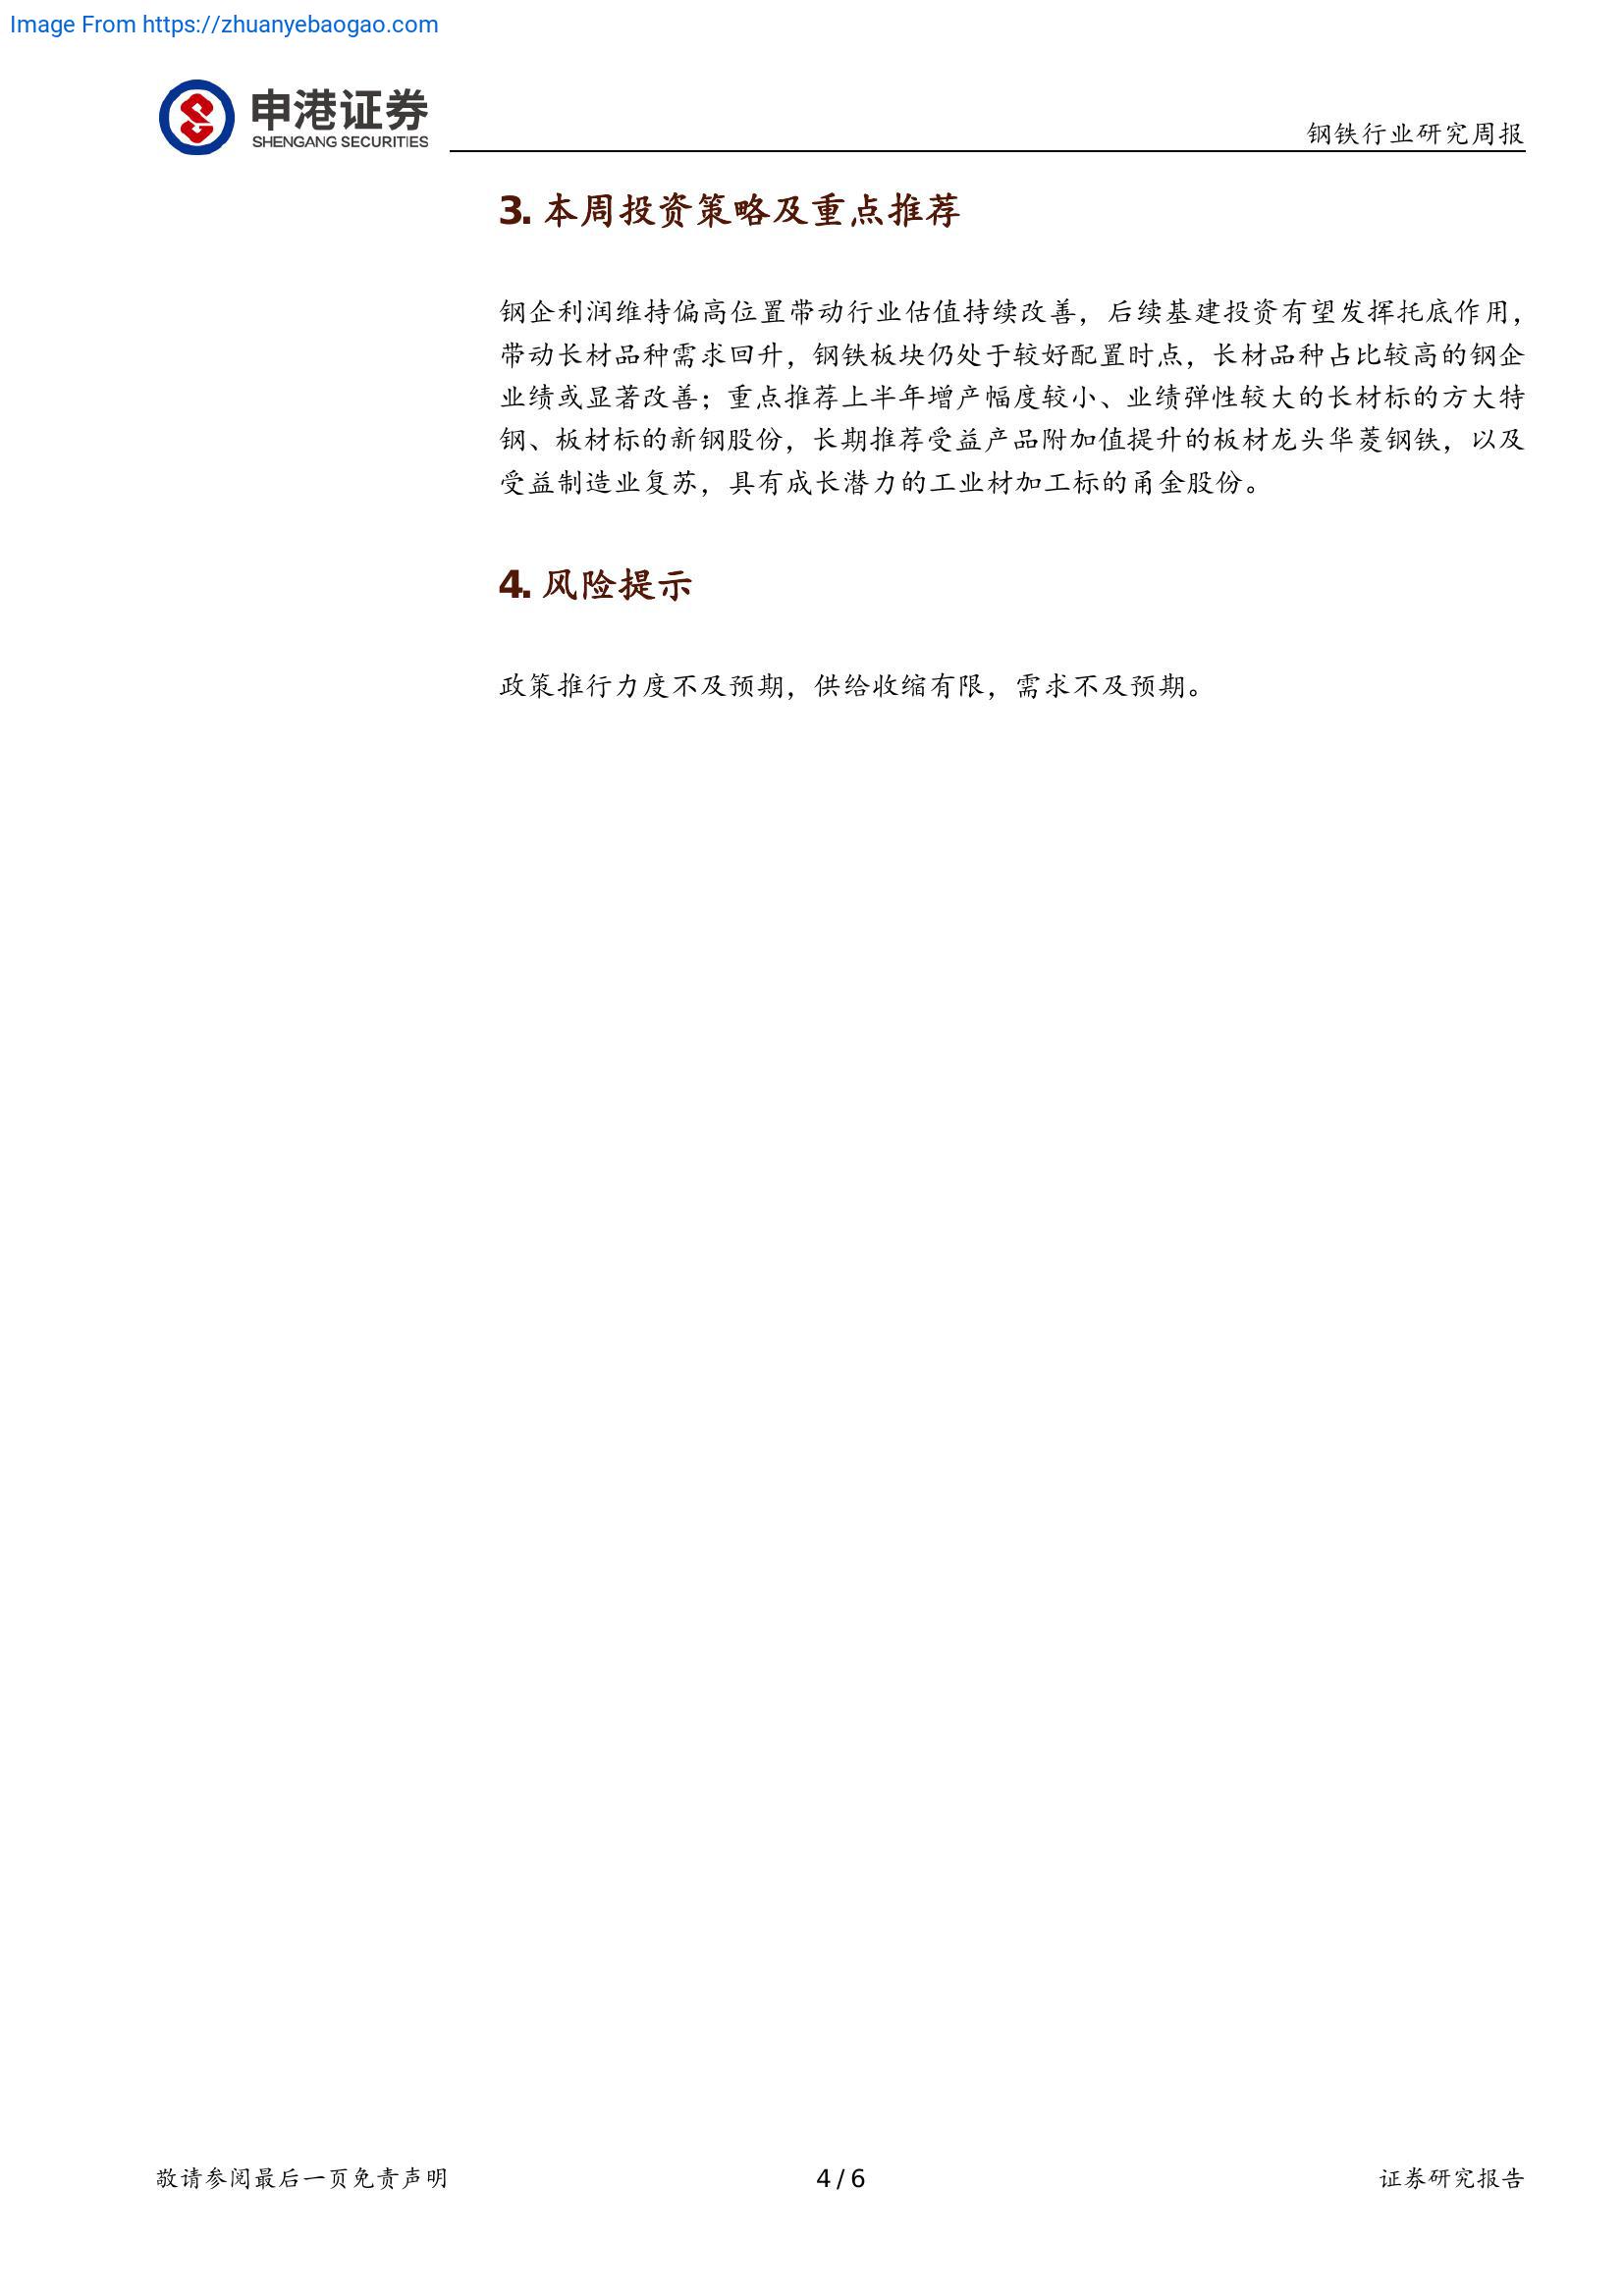 Image From https://zhuanyebaogao.com
申港证券
SHENGANG SECURITIES
钢铁行业研究周报
3. 本周投资策略及重点推荐
钢企利润维持偏高位置带动行业估值持续改善，后续基建投资有望发挥托底作用，
带动长材品种需求回升，钢铁板块仍处于较好配置时点，长材品种占比较高的钢企
业绩或显著改善；重点推荐上半年增产幅度较小、业绩弹性较大的长材标的方大特
钢、板材标的新钢股份，长期推荐受益产品附加值提升的板材龙头华菱钢铁，以及
受益制造业复苏，具有成长潜力的工业材加工标的甬金股份。
4. 风险提示
政策推行力度不及预期，供给收缩有限，需求不及预期。
敬请参阅最后一页免责声明
4 / 6
证券研究报告